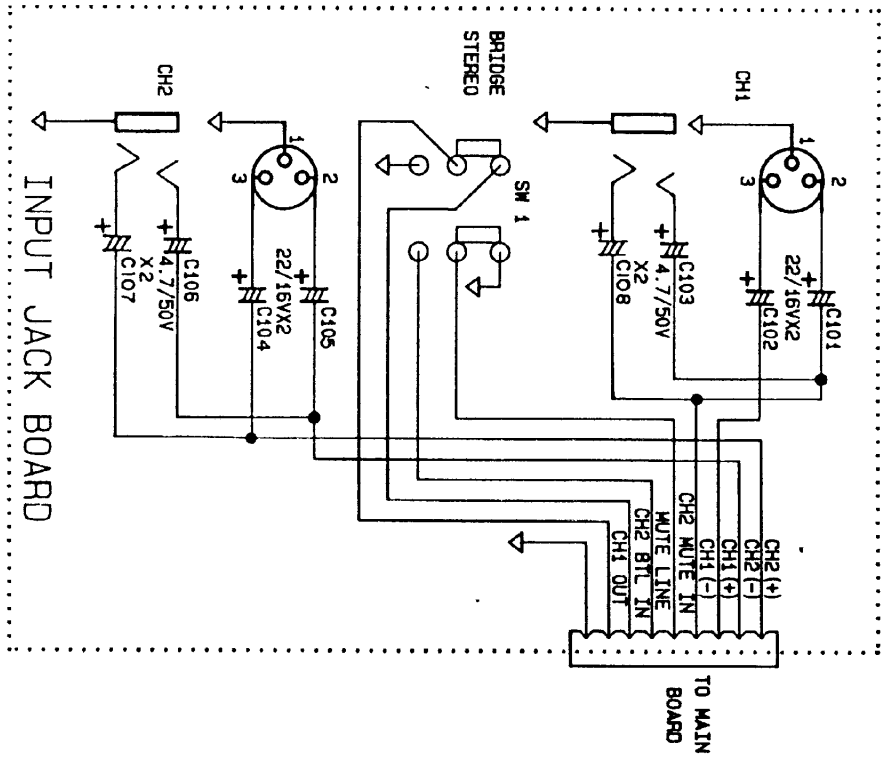 BRIDGE
STEREO
CH2
CH1
1
2
3
1
2
3
SW 1
+
C101
22/16VX2
+
C102
+
C103
4.7/50V
X2
+
C108
+
C105
22/16VX2
+
C104
+
C106
4.7/50V
X2
+
C107
INPUT JACK BOARD
CH2 (+)
CH2 (-)
CH1 (+)
CH1 (-)
CH2 MUTE IN
MUTE LINE
CH2 BTL IN
CH1 OUT
TO MAIN
BOARD